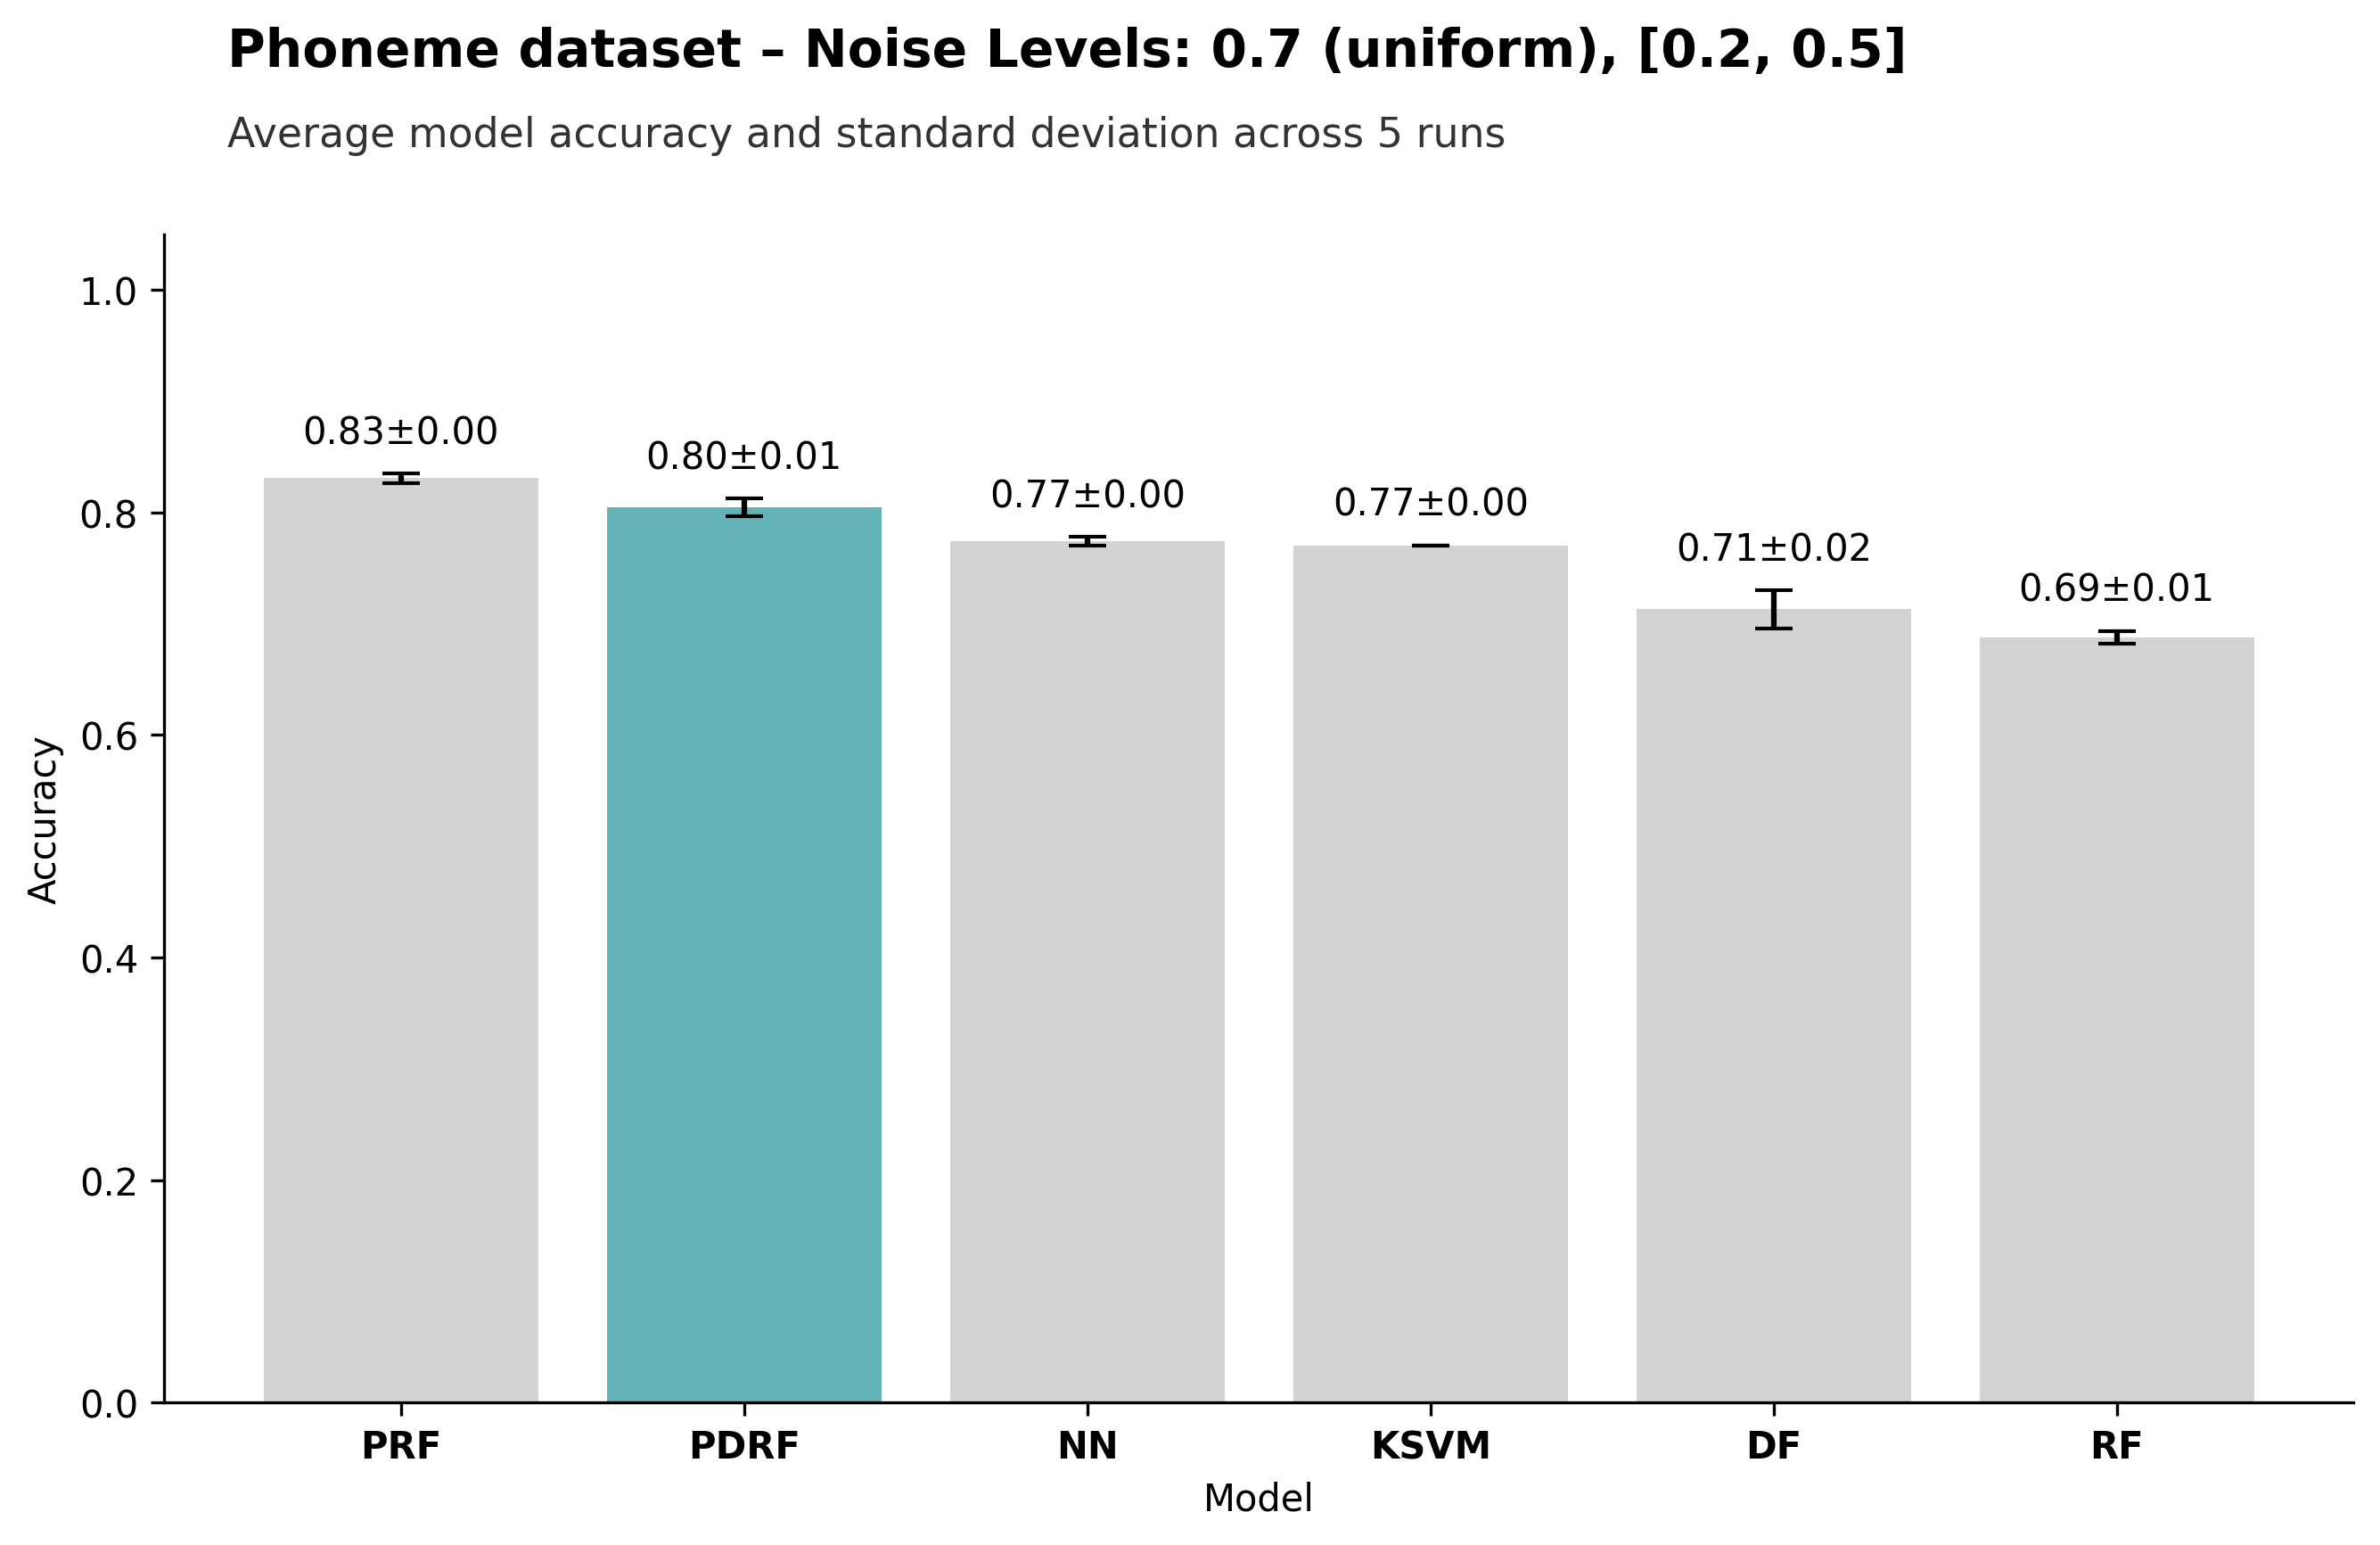 Phoneme dataset – Noise Levels: 0.7 (uniform), [0.2, 0.5]
Average model accuracy and standard deviation across 5 runs
1.0
0.8
0.6
0.4
0.2
0.0
Accuracy
0.83±0.00
0.80±0.01
0.77±0.00
0.77±0.00
0.71±0.02
0.69±0.01
PRF
PDRF
NN
KSVM
DF
RF
Model